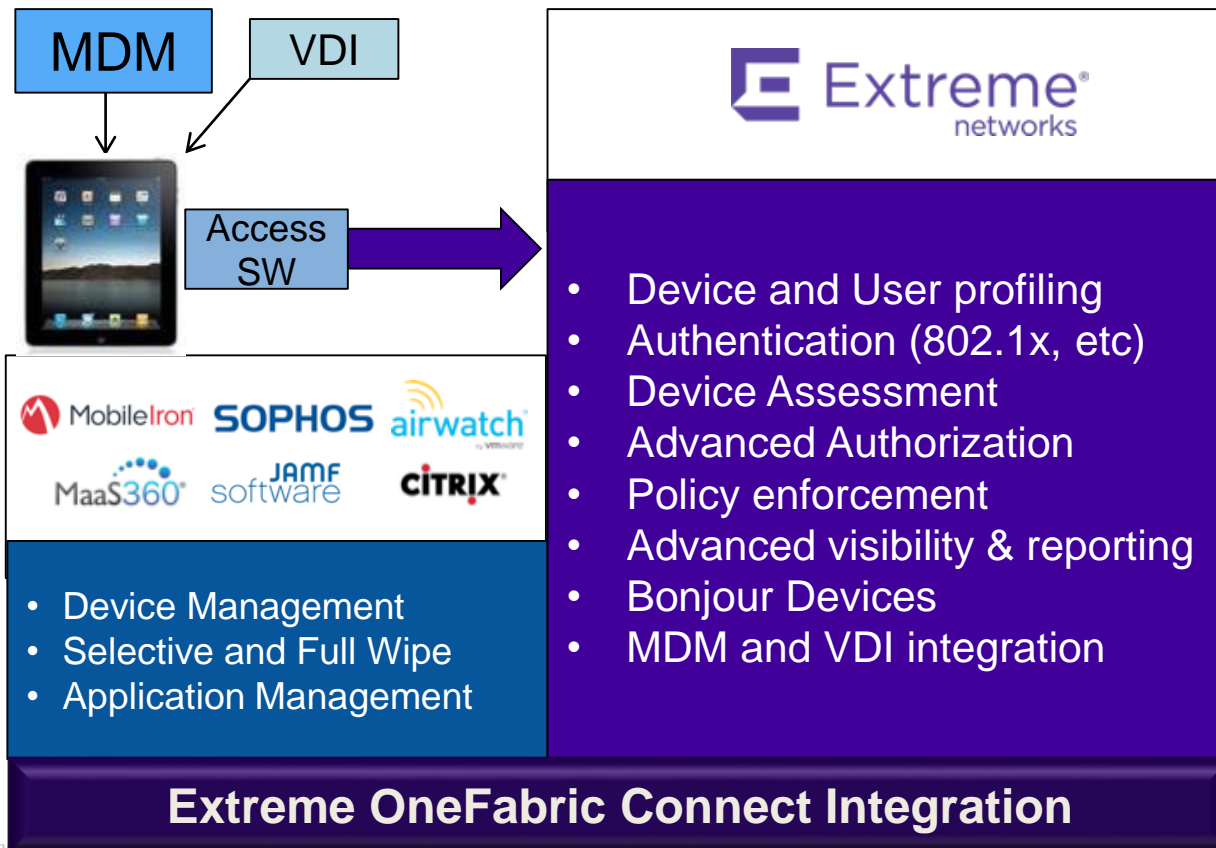 MDM
VDI
Extreme®
networks
Access
SW
• Device and User profiling
• Authentication (802.1x, etc)
• Device Assessment
• Advanced Authorization
• Policy enforcement
• Advanced visibility & reporting
• Bonjour Devices
• MDM and VDI integration
MobileIron SOPHOS airwatch
by vmware
MaaS360 JAMF software CITRIX
• Device Management
• Selective and Full Wipe
• Application Management
Extreme OneFabric Connect Integration